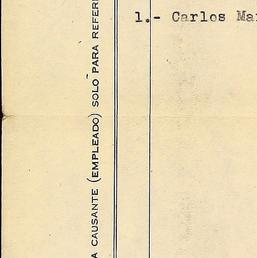 1.- Carlos Ma
A CAUSANTE (EMPLEADO) SOLO PARA REFER